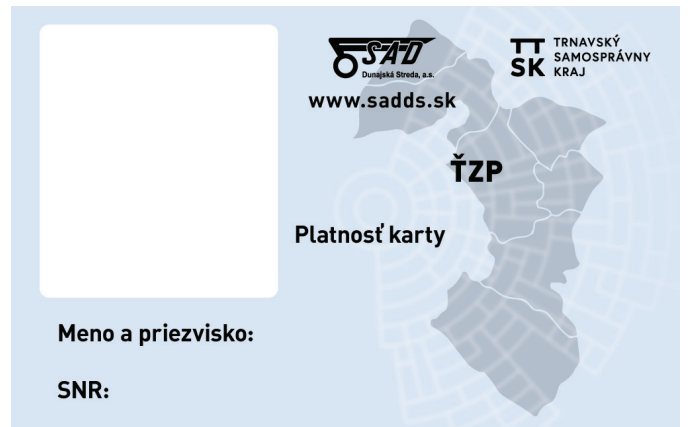 SAD
Dunajská Streda, a.s.
www.sadds.sk
TT
SK
TRNAVSKÝ
SAMOSPRÁVNY
KRAJ
ŤZP
Platnosť karty
Meno a priezvisko:
SNR: